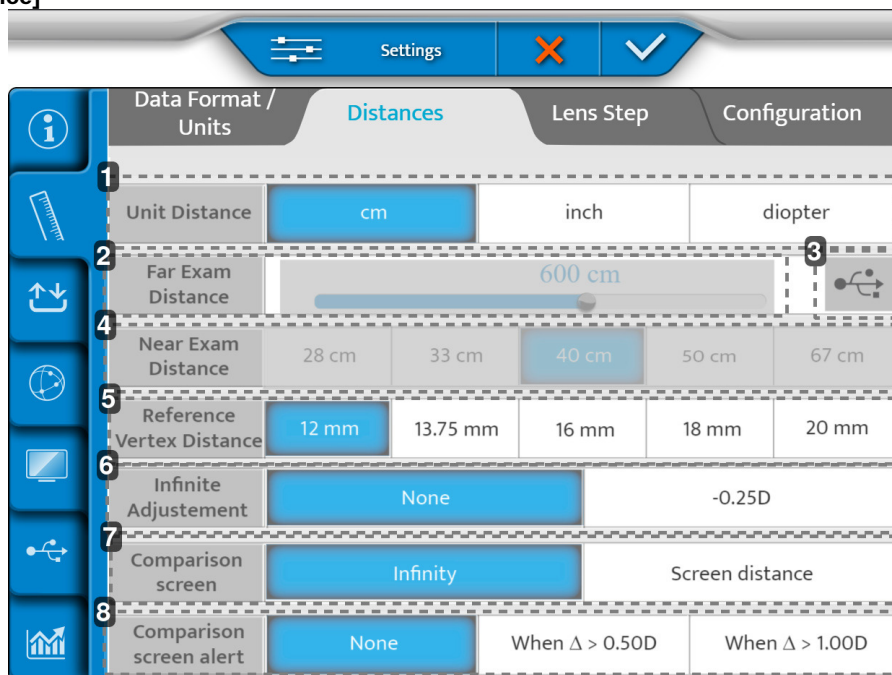 Settings
Data Format /
Units
Distances
Lens Step
Configuration
1
Unit Distance
cm
inch
diopter
2
Far Exam
Distance
600 cm
3
4
Near Exam
Distance
28 cm
33 cm
40 cm
50 cm
67 cm
5
Reference
Vertex Distance
12 mm
13.75 mm
16 mm
18 mm
20 mm
6
Infinite
Adjustement
None
-0.25D
7
Comparison
screen
Infinity
Screen distance
8
Comparison
screen alert
None
When Δ > 0.50D
When Δ > 1.00D